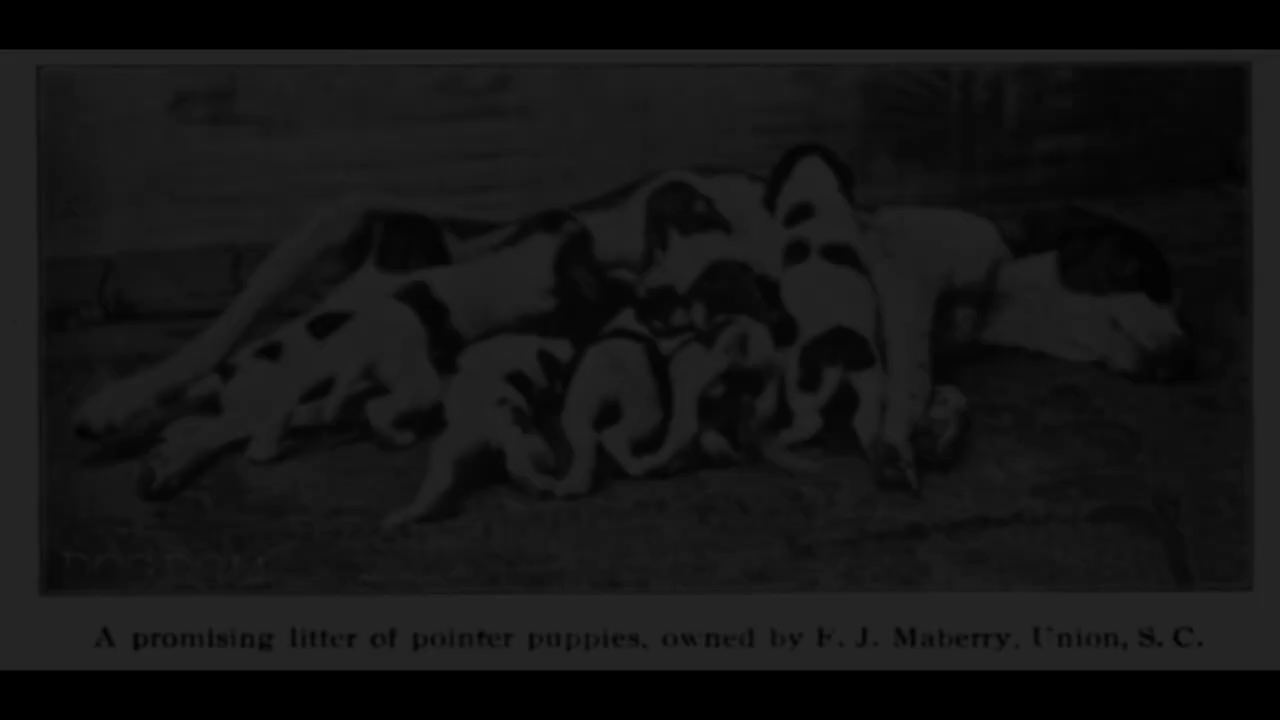 A promising litter of pointer puppies, owned by F. J. Maberry, Union, S. C.